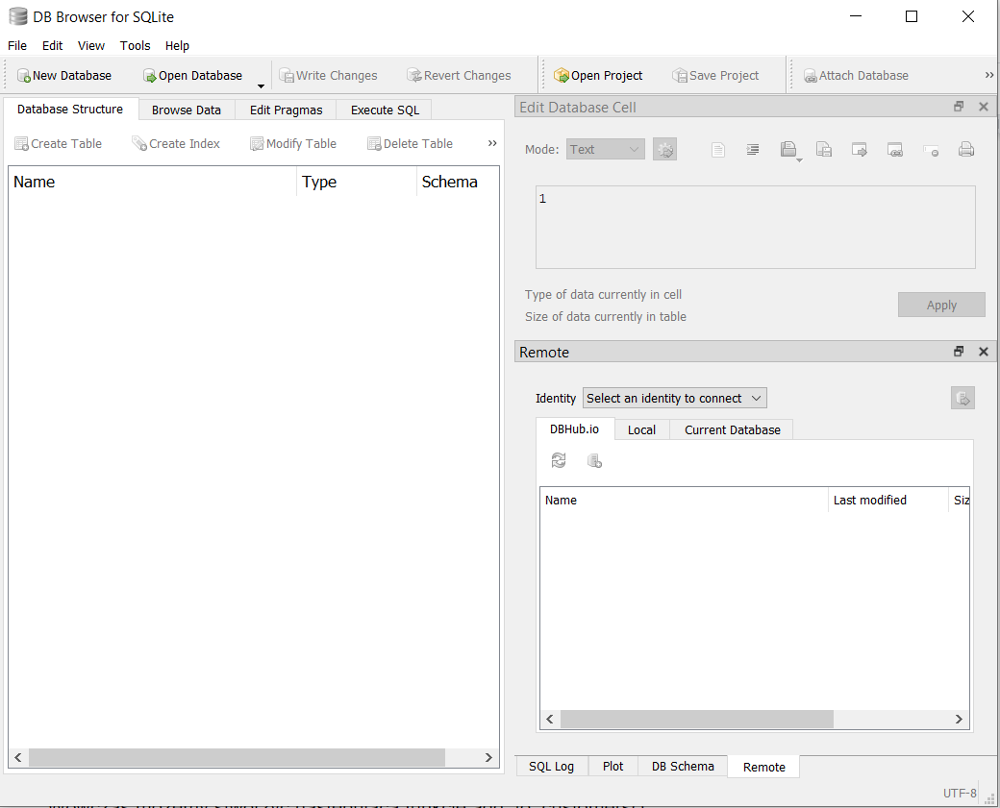 DB Browser for SQLite
File Edit View Tools Help
New Database Open Database Write Changes Revert Changes Open Project Save Project Attach Database »
Database Structure Browse Data Edit Pragmas Execute SQL
Create Table Create Index Modify Table Delete Table »
Name Type Schema
Edit Database Cell
Mode: Text
1
Type of data currently in cell
Size of data currently in table
Apply
Remote
Identity Select an identity to connect
DBHub.io Local Current Database
Name Last modified Siz
SQL Log Plot DB Schema Remote
UTF-8